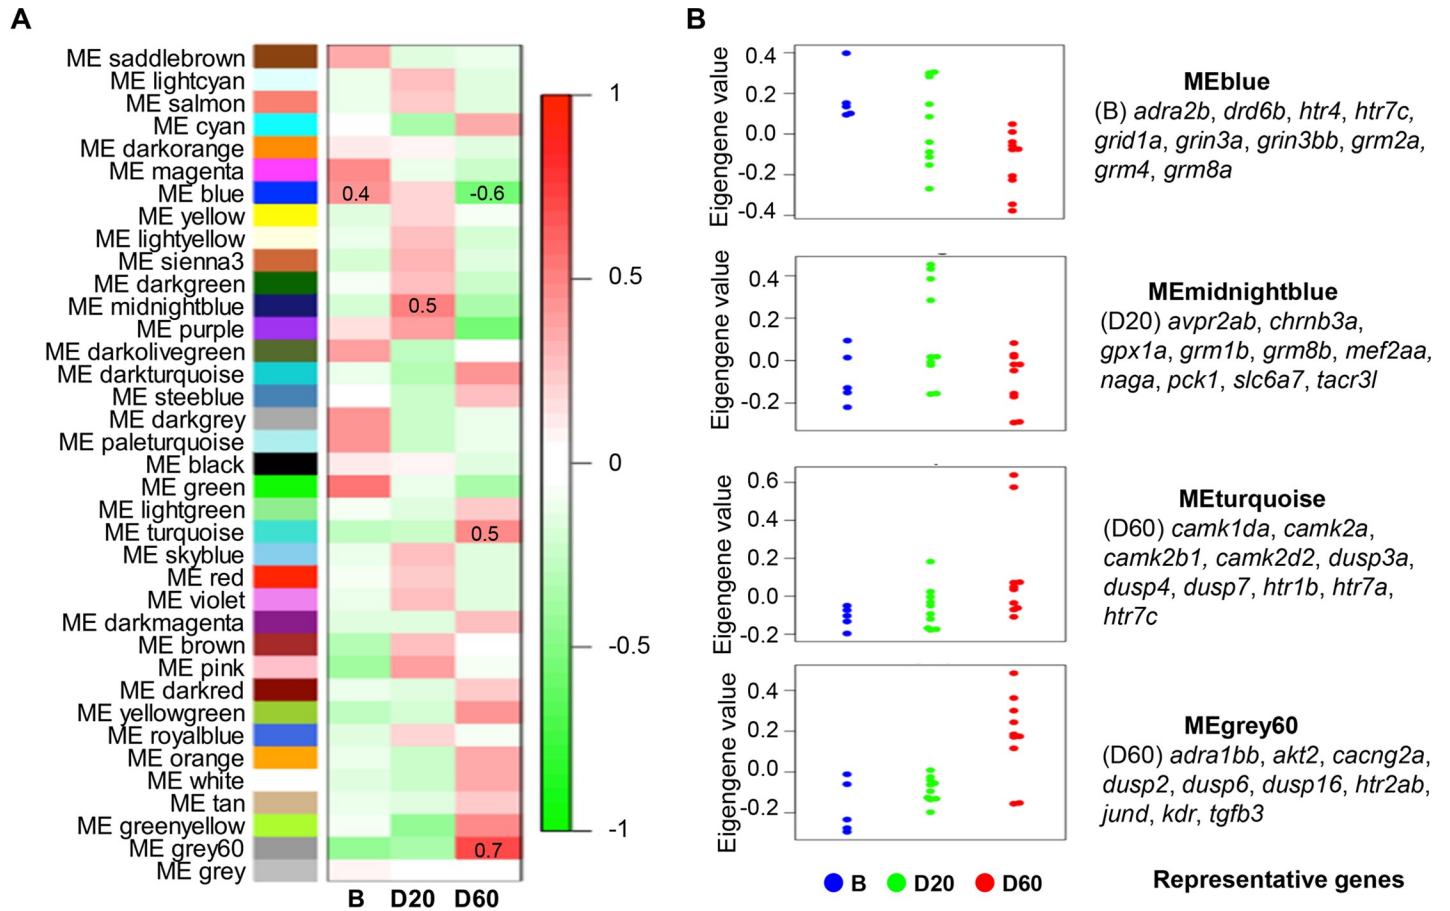 A
ME saddlebrown
ME lightcyan
ME salmon
ME cyan
ME darkorange
ME magenta
ME blue
ME yellow
ME lightyellow
ME sienna3
ME darkgreen
ME midnightblue
ME purple
ME darkolivegreen
ME darkturquoise
ME steeblue
ME darkgrey
ME paleturquoise
ME black
ME green
ME lightgreen
ME turquoise
ME skyblue
ME red
ME violet
ME darkmagenta
ME brown
ME pink
ME darkred
ME yellowgreen
ME royalblue
ME orange
ME white
ME tan
ME greenyellow
ME grey60
ME grey
0.4
-0.6
0.5
0.5
0.7
B
D20
D60
1
0.5
0
-0.5
-1
B
Eigengene value
0.4
0.2
0.0
-0.2
-0.4
MEblue
(B) adra2b, drd6b, htr4, htr7c,
grid1a, grin3a, grin3bb, grm2a,
grm4, grm8a
Eigengene value
0.4
0.2
0.0
-0.2
MEmidnightblue
(D20) avpr2ab, chrnb3a,
gpx1a, grm1b, grm8b, mef2aa,
naga, pck1, slc6a7, tacr3l
Eigengene value
0.6
0.4
0.2
0.0
-0.2
MEturquoise
(D60) camk1da, camk2a,
camk2b1, camk2d2, dusp3a,
dusp4, dusp7, htr1b, htr7a,
htr7c
Eigengene value
0.4
0.2
0.0
-0.2
MEgrey60
(D60) adra1bb, akt2, cacng2a,
dusp2, dusp6, dusp16, htr2ab,
jund, kdr, tgfb3
B
D20
D60
Representative genes